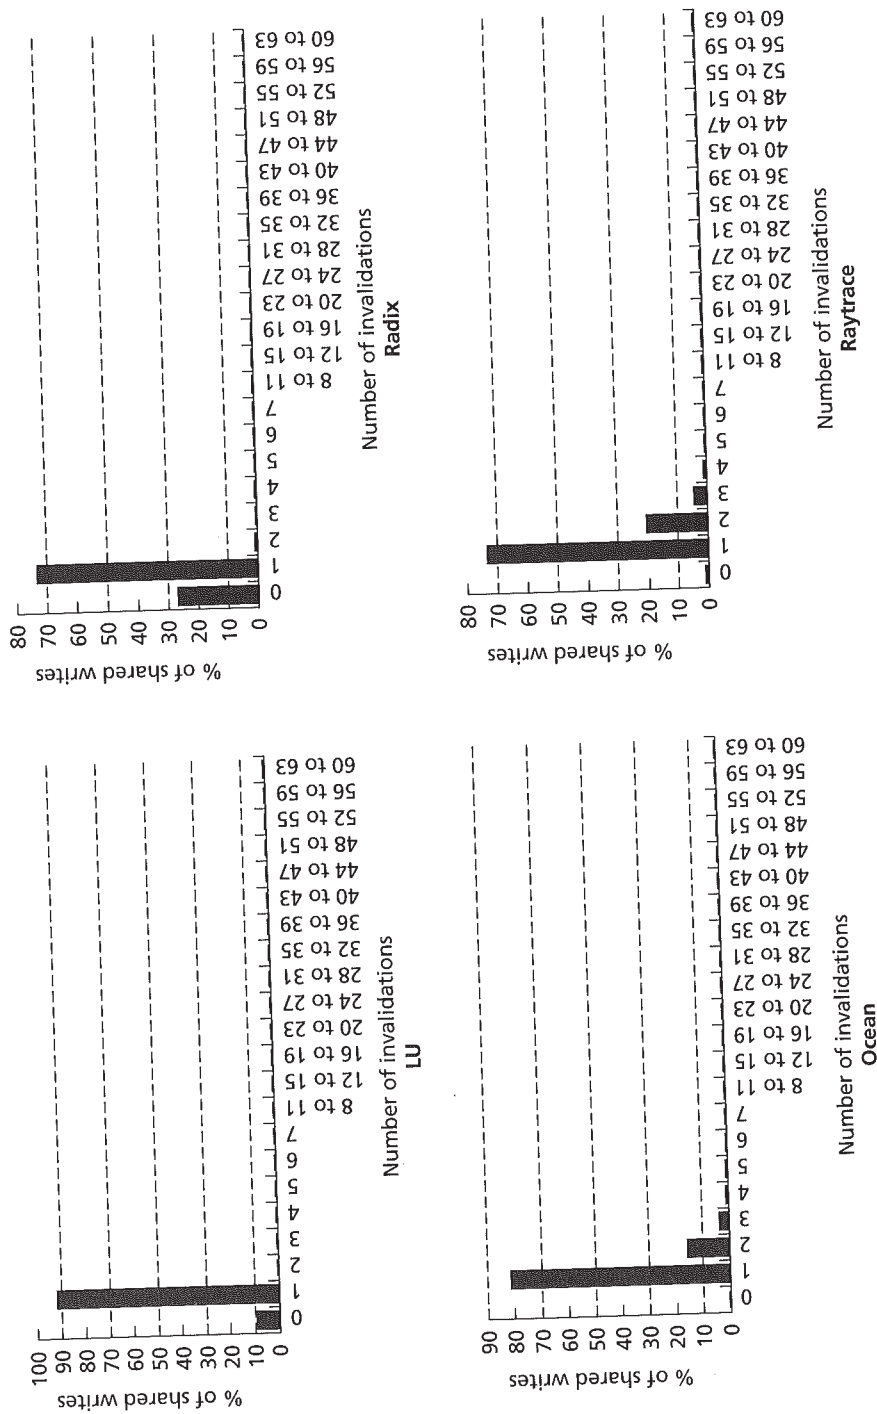 % of shared writes
80
70
60
50
40
30
20
10
0
0
1
2
3
4
5
6
7
8 to 11
12 to 15
16 to 19
20 to 23
24 to 27
28 to 31
32 to 35
36 to 39
40 to 43
44 to 47
48 to 51
52 to 55
56 to 59
60 to 63
Number of invalidations
Radix
% of shared writes
80
70
60
50
40
30
20
10
0
0
1
2
3
4
5
6
7
8 to 11
12 to 15
16 to 19
20 to 23
24 to 27
28 to 31
32 to 35
36 to 39
40 to 43
44 to 47
48 to 51
52 to 55
56 to 59
60 to 63
Number of invalidations
Raytrace
% of shared writes
100
90
80
70
60
50
40
30
20
10
0
0
1
2
3
4
5
6
7
8 to 11
12 to 15
16 to 19
20 to 23
24 to 27
28 to 31
32 to 35
36 to 39
40 to 43
44 to 47
48 to 51
52 to 55
56 to 59
60 to 63
Number of invalidations
LU
% of shared writes
90
80
70
60
50
40
30
20
10
0
0
1
2
3
4
5
6
7
8 to 11
12 to 15
16 to 19
20 to 23
24 to 27
28 to 31
32 to 35
36 to 39
40 to 43
44 to 47
48 to 51
52 to 55
56 to 59
60 to 63
Number of invalidations
Ocean